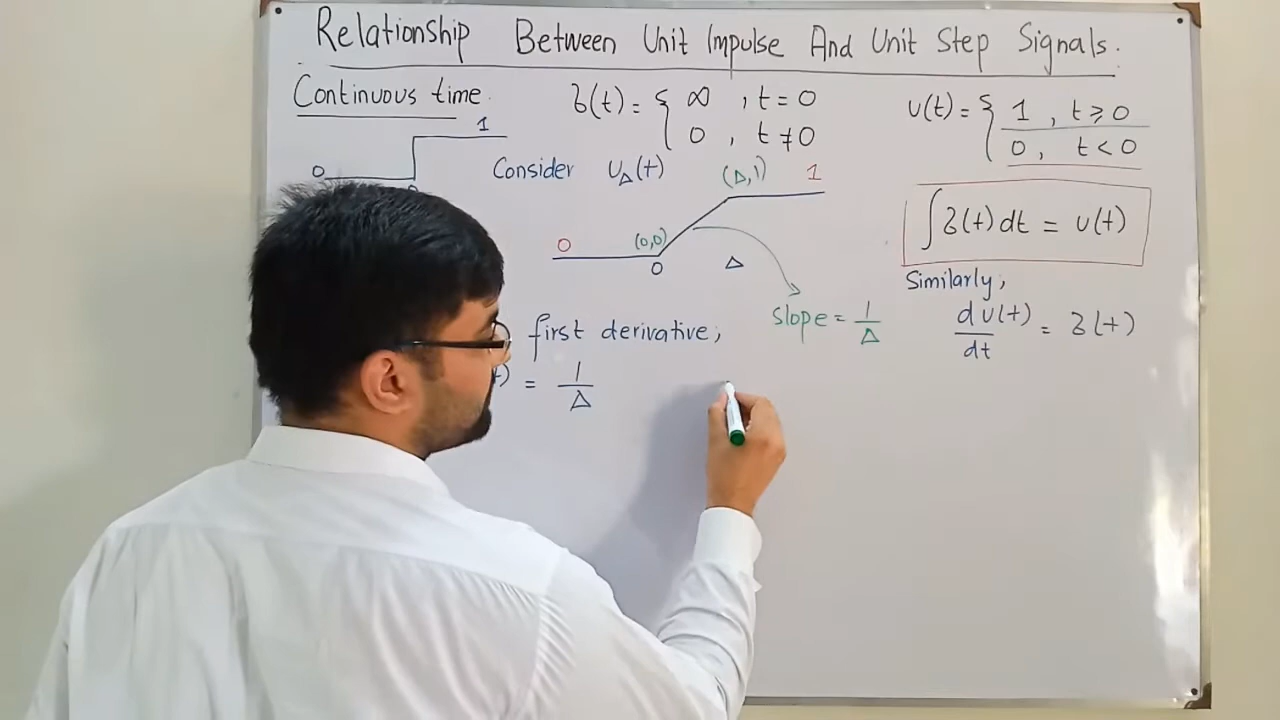 Relationship Between Unit Impulse And Unit Step Signals.
Continuous time.
δ(t) = { ∞ , t = 0
0 , t ≠ 0
u(t) = { 1 , t ≥ 0
0 , t < 0
1
0
Consider u_Δ(t)
(Δ,1) 1
0 (0,0)
0 Δ
slope = 1/Δ
∫δ(t) dt = u(t)
Similarly,
d u(t)/dt = δ(t)
first derivative,
) = 1/Δ